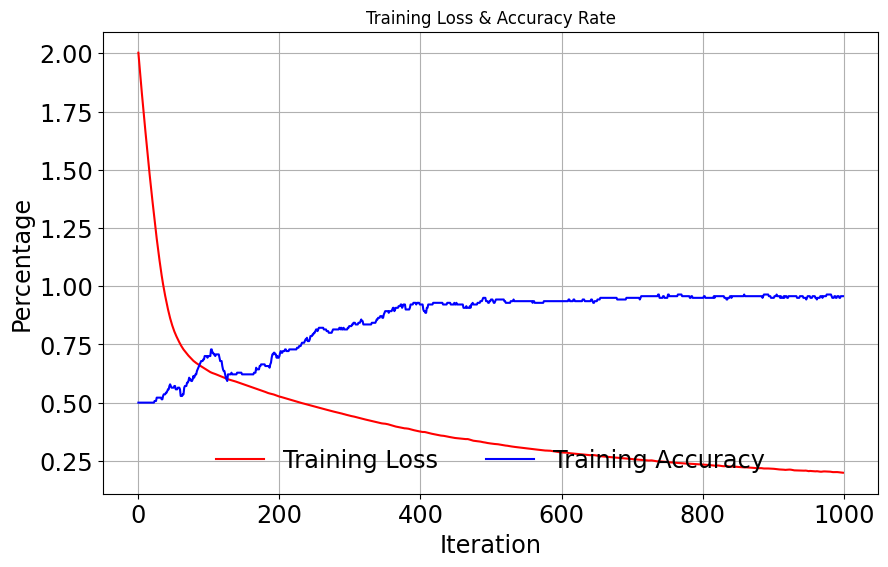 Training Loss & Accuracy Rate
2.00
1.75
1.50
1.25
1.00
0.75
0.50
0.25
Percentage
Training Loss
Training Accuracy
0 200 400 600 800 1000
Iteration